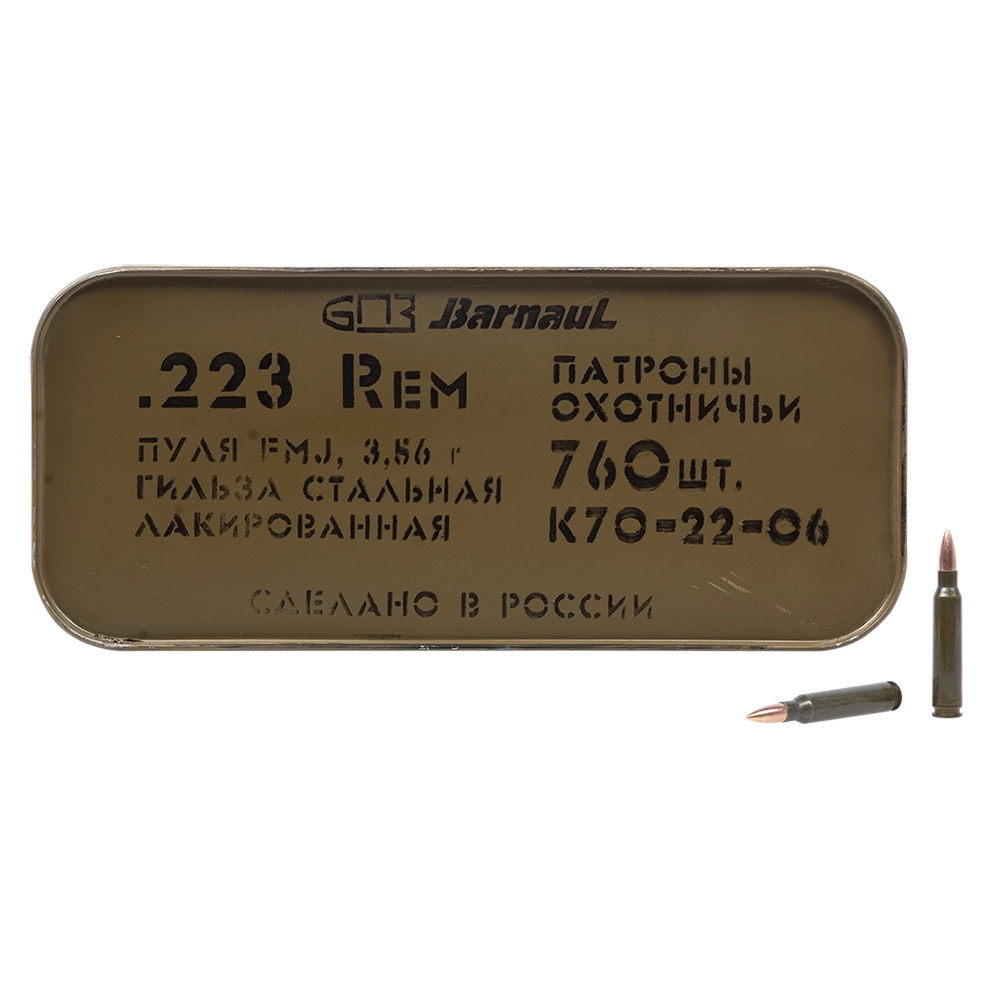 БПЗ Barnaul
.223 Rem
ПУЛЯ FMJ, 3,56 г
ГИЛЬЗА СТАЛЬНАЯ
ЛАКИРОВАННАЯ
ПАТРОНЫ
ОХОТНИЧЬИ
760 шт.
К70-22-06
СДЕЛАНО В РОССИИ